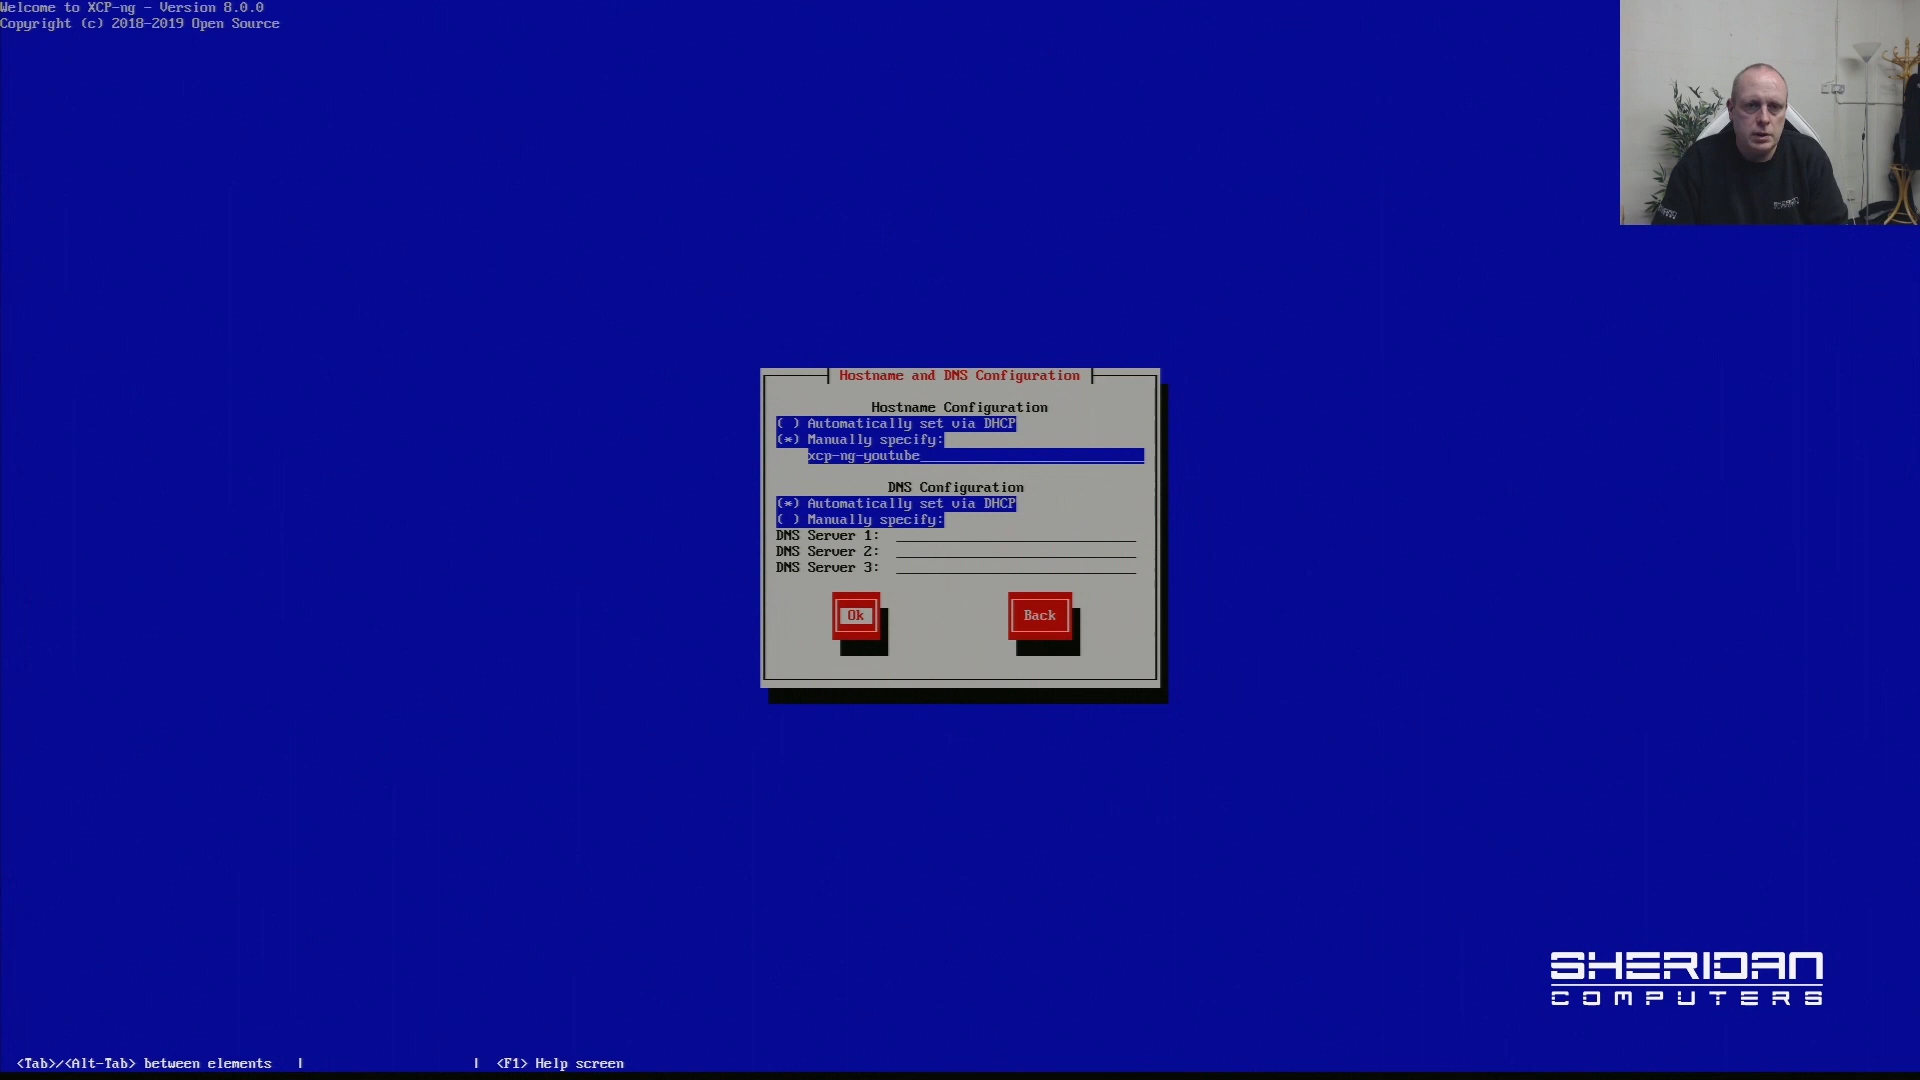 Welcome to XCP-ng - Version 8.0.0
Copyright (c) 2018-2019 Open Source
Hostname and DNS Configuration
Hostname Configuration
( ) Automatically set via DHCP
(*) Manually specify:
xcp-ng-youtube
DNS Configuration
(*) Automatically set via DHCP
( ) Manually specify:
DNS Server 1:
DNS Server 2:
DNS Server 3:
Ok
Back
SHERIDAN
COMPUTERS
<Tab>/<Alt-Tab> between elements | | <F1> Help screen